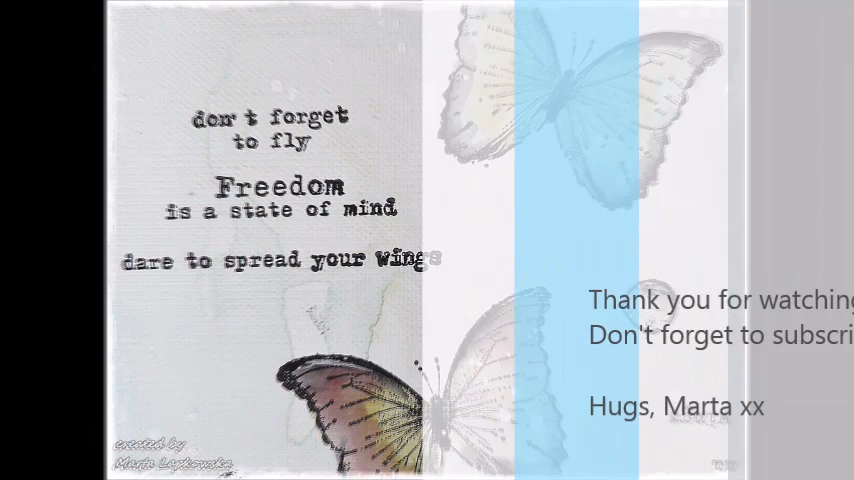 don't forget
to fly
Freedom
is a state of mind
dare to spread your wings
Thank you for watching
Don't forget to subscri
Hugs, Marta xx
created by
Marta Lapkowska